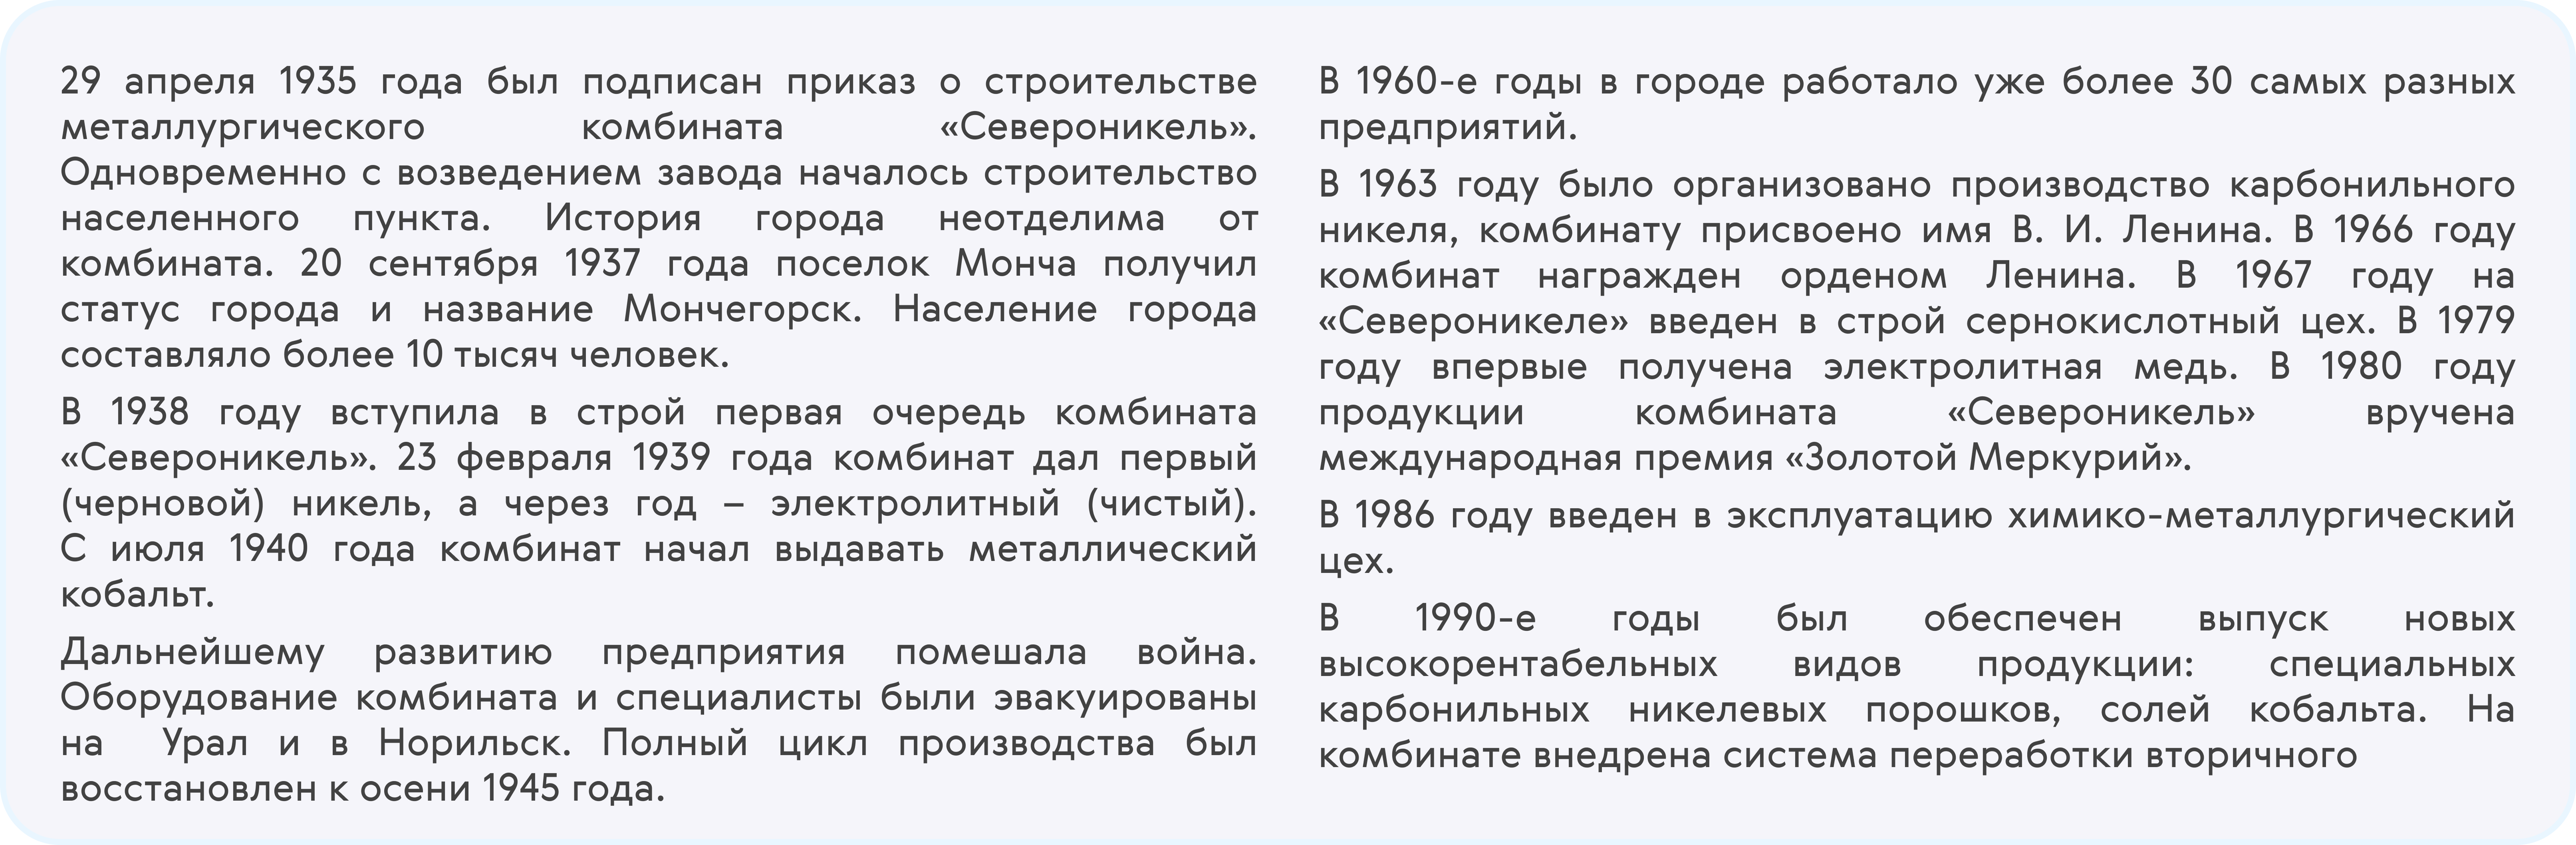 29 апреля 1935 года был подписан приказ о строительстве
металлургического комбината «Североникель».
Одновременно с возведением завода началось строительство
населенного пункта. История города неотделима от
комбината. 20 сентября 1937 года поселок Монча получил
статус города и название Мончегорск. Население города
составляло более 10 тысяч человек.
В 1938 году вступила в строй первая очередь комбината
«Североникель». 23 февраля 1939 года комбинат дал первый
(черновой) никель, а через год – электролитный (чистый).
С июля 1940 года комбинат начал выдавать металлический
кобальт.
Дальнейшему развитию предприятия помешала война.
Оборудование комбината и специалисты были эвакуированы
на Урал и в Норильск. Полный цикл производства был
восстановлен к осени 1945 года.
В 1960-е годы в городе работало уже более 30 самых разных
предприятий.
В 1963 году было организовано производство карбонильного
никеля, комбинату присвоено имя В. И. Ленина. В 1966 году
комбинат награжден орденом Ленина. В 1967 году на
«Североникеле» введен в строй сернокислотный цех. В 1979
году впервые получена электролитная медь. В 1980 году
продукции комбината «Североникель» вручена
международная премия «Золотой Меркурий».
В 1986 году введен в эксплуатацию химико-металлургический
цех.
В 1990-е годы был обеспечен выпуск новых
высокорентабельных видов продукции: специальных
карбонильных никелевых порошков, солей кобальта. На
комбинате внедрена система переработки вторичного